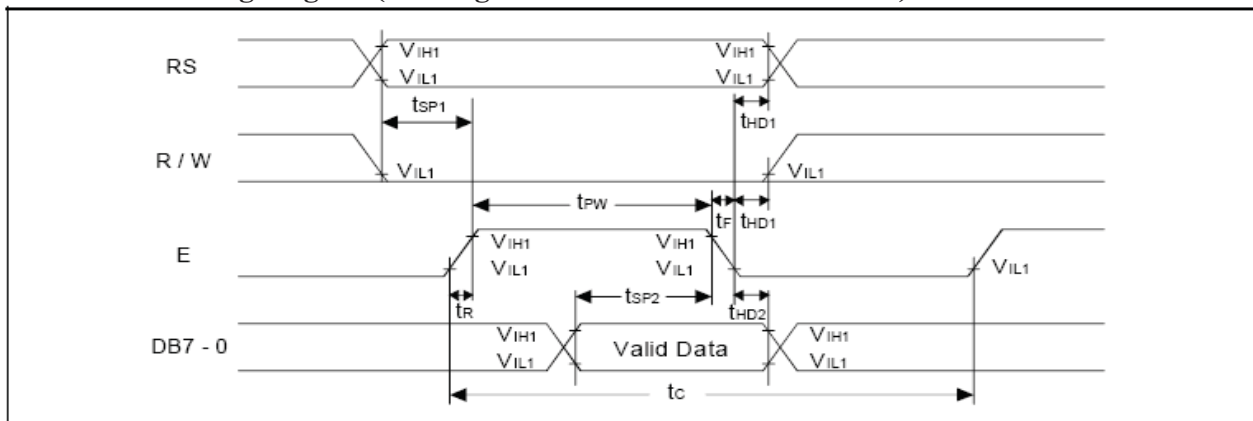 RS
VIH1
VIL1
VIH1
VIL1
tSP1
tHD1
R / W
VIL1
VIL1
tPW
tF
tHD1
E
VIH1
VIL1
VIH1
VIL1
VIL1
tR
tSP2
tHD2
DB7 - 0
VIH1
VIL1
Valid Data
VIH1
VIL1
tC